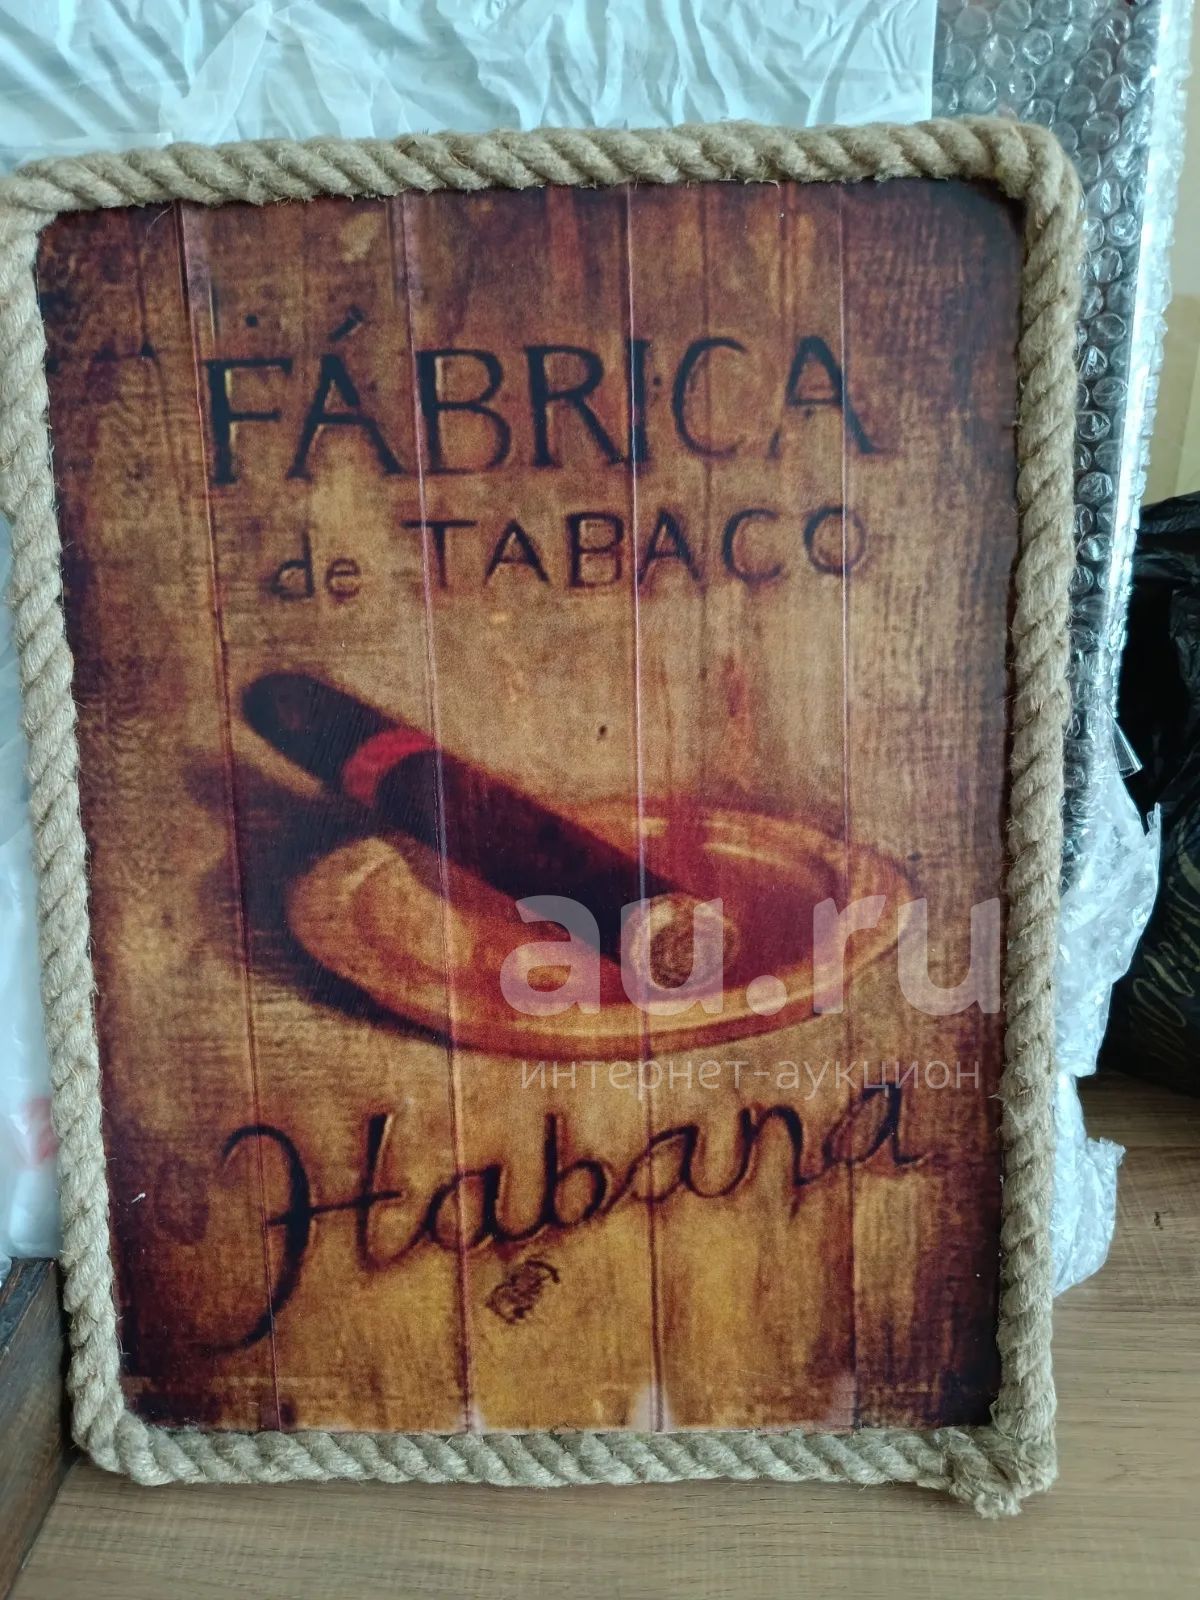 FÁBRICA
de TABACO
au.ru
интернет-аукцион
Habana